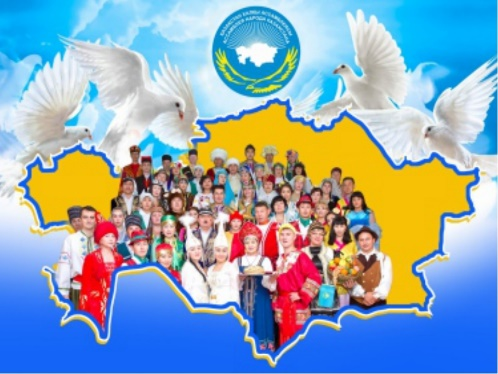 ҚАЗАҚСТАН ХАЛҚЫ АССАМБЛЕЯСЫ
АССАМБЛЕЯ НАРОДА КАЗАХСТАНА